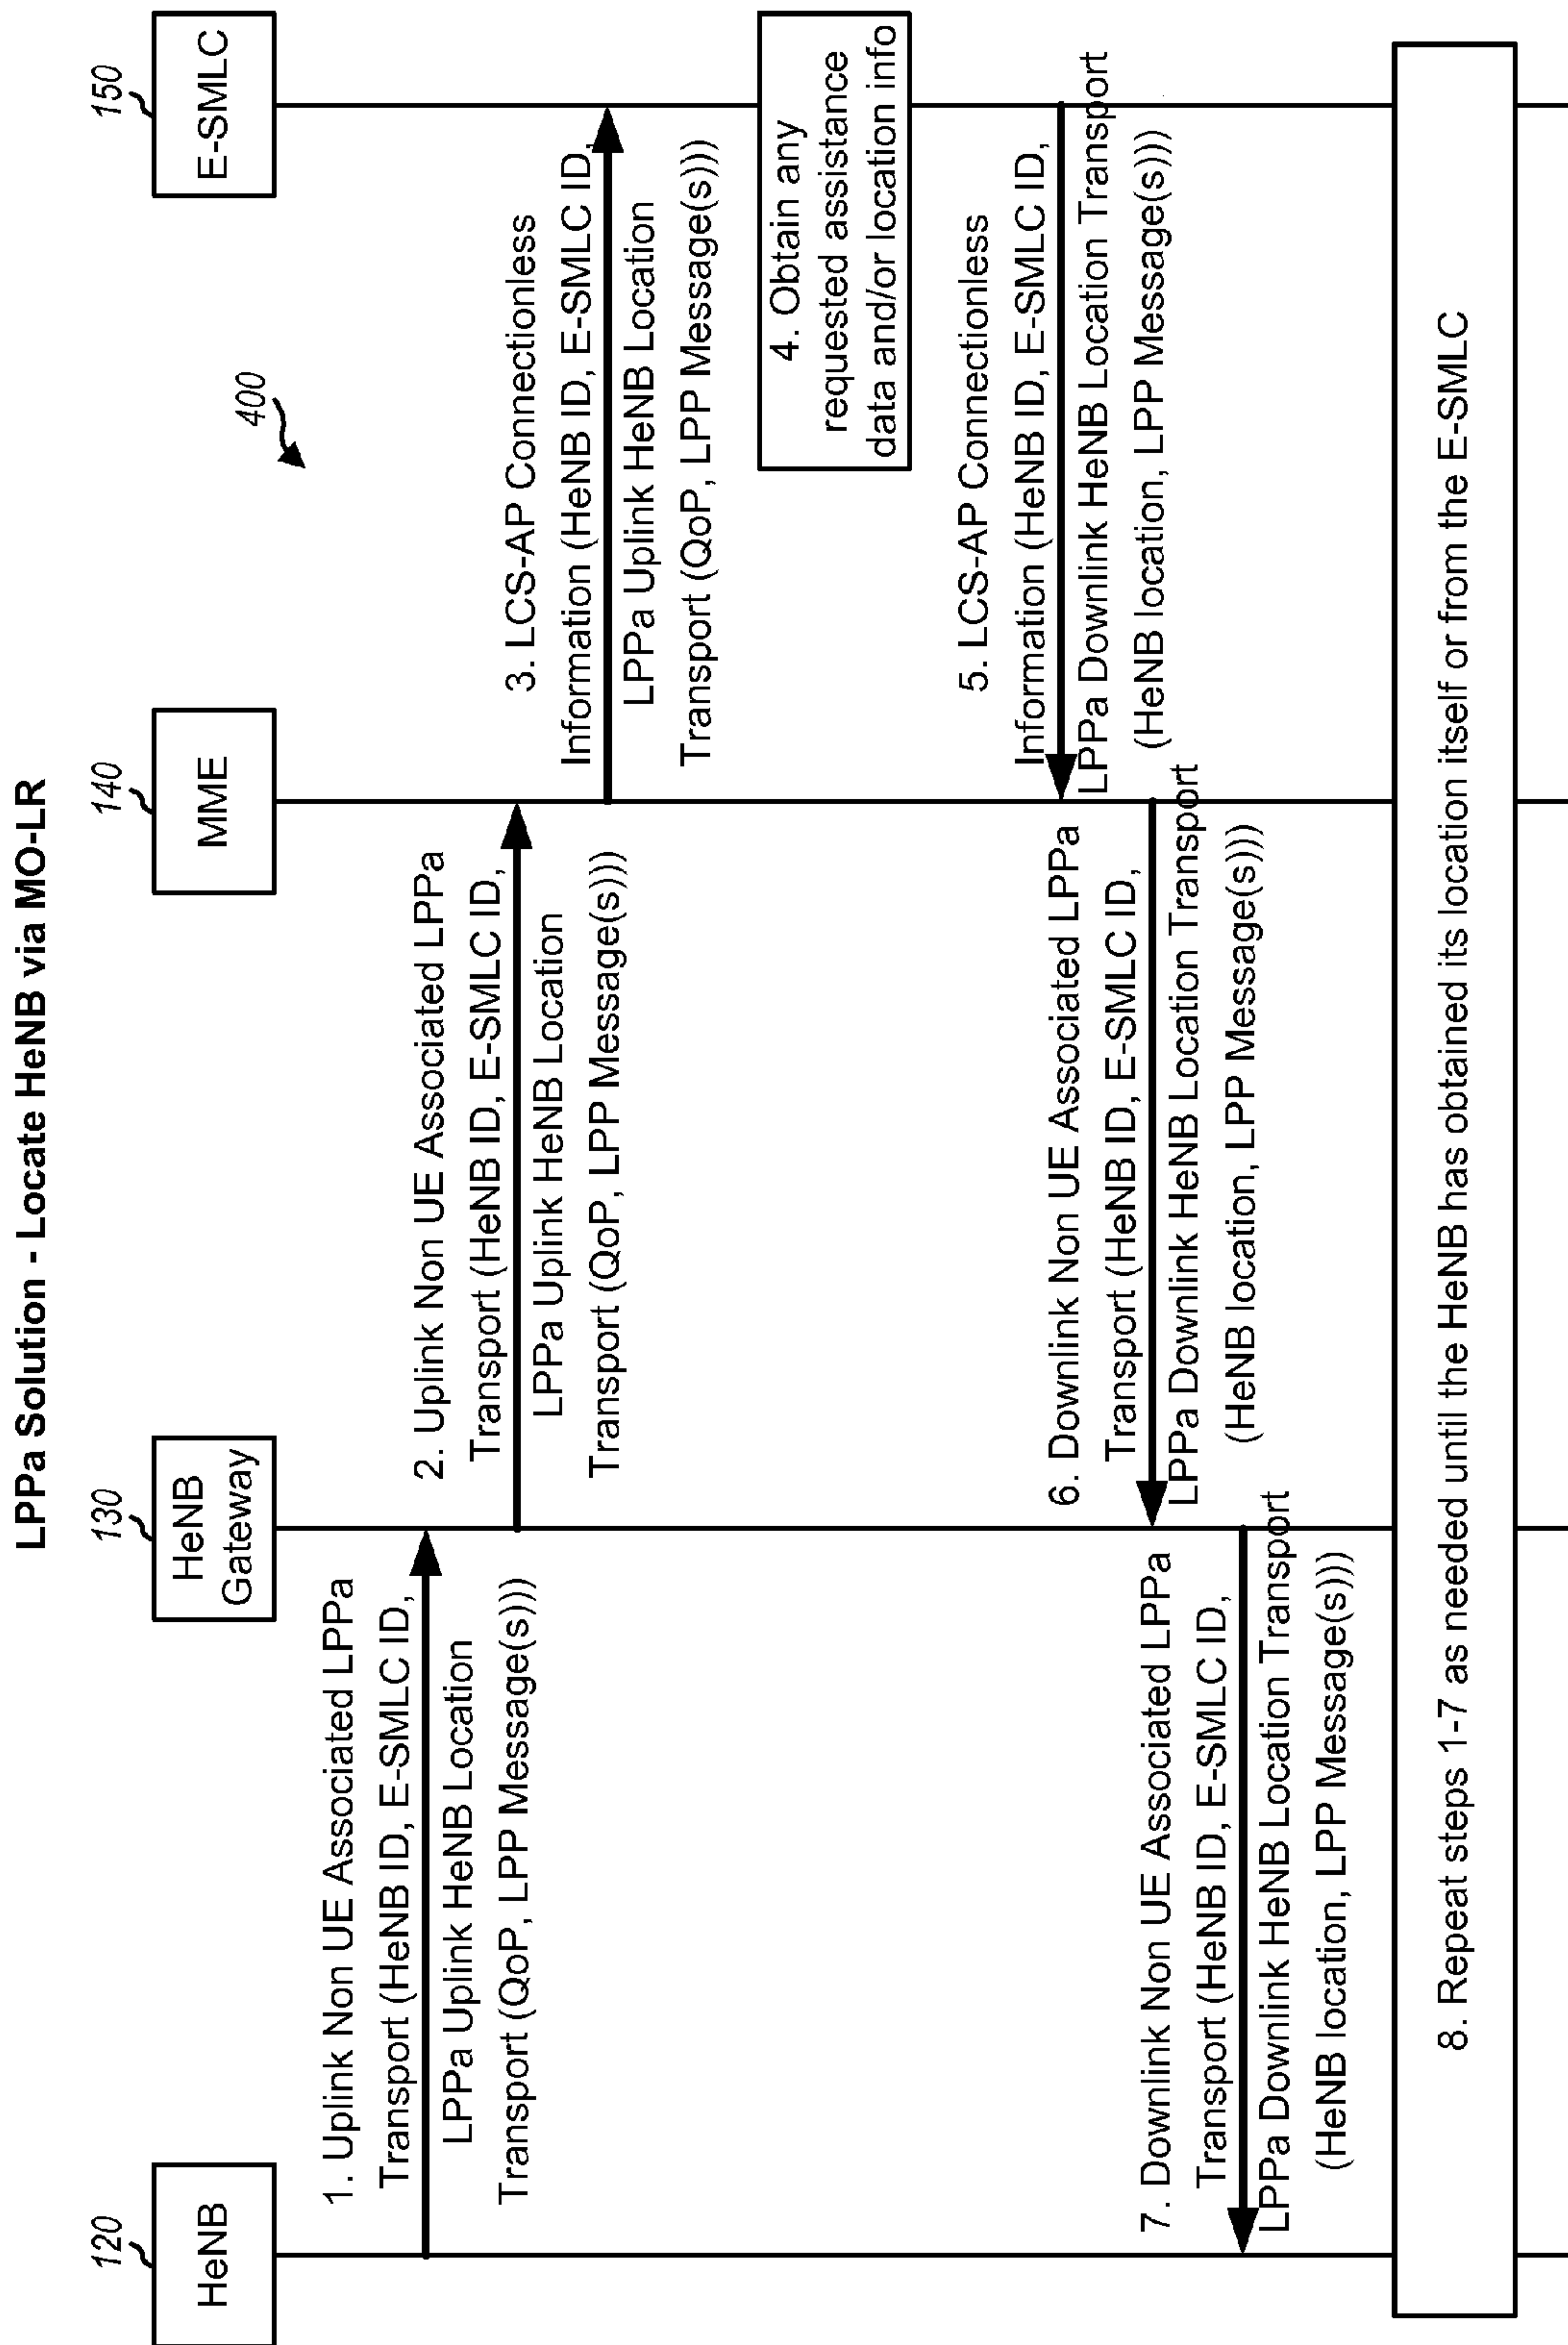 LPPa Solution - Locate HeNB via MO-LR
120
130
140
150
HeNB
HeNB
Gateway
MME
E-SMLC
400
1. Uplink Non UE Associated LPPa
Transport (HeNB ID, E-SMLC ID,
LPPa Uplink HeNB Location
Transport (QoP, LPP Message(s)))
2. Uplink Non UE Associated LPPa
Transport (HeNB ID, E-SMLC ID,
LPPa Uplink HeNB Location
Transport (QoP, LPP Message(s)))
3. LCS-AP Connectionless
Information (HeNB ID, E-SMLC ID,
LPPa Uplink HeNB Location
Transport (QoP, LPP Message(s)))
4. Obtain any
requested assistance
data and/or location info
5. LCS-AP Connectionless
Information (HeNB ID, E-SMLC ID,
LPPa Downlink HeNB Location Transport
(HeNB location, LPP Message(s)))
6. Downlink Non UE Associated LPPa
Transport (HeNB ID, E-SMLC ID,
LPPa Downlink HeNB Location Transport
(HeNB location, LPP Message(s)))
7. Downlink Non UE Associated LPPa
Transport (HeNB ID, E-SMLC ID,
LPPa Downlink HeNB Location Transport
(HeNB location, LPP Message(s)))
8. Repeat steps 1-7 as needed until the HeNB has obtained its location itself or from the E-SMLC